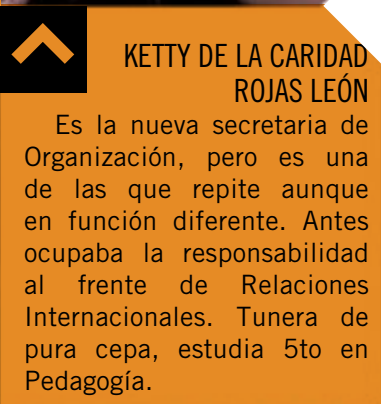 KETTY DE LA CARIDAD
ROJAS LEÓN
Es la nueva secretaria de
Organización, pero es una
de las que repite aunque
en función diferente. Antes
ocupaba la responsabilidad
al frente de Relaciones
Internacionales. Tunera de
pura cepa, estudia 5to en
Pedagogía.